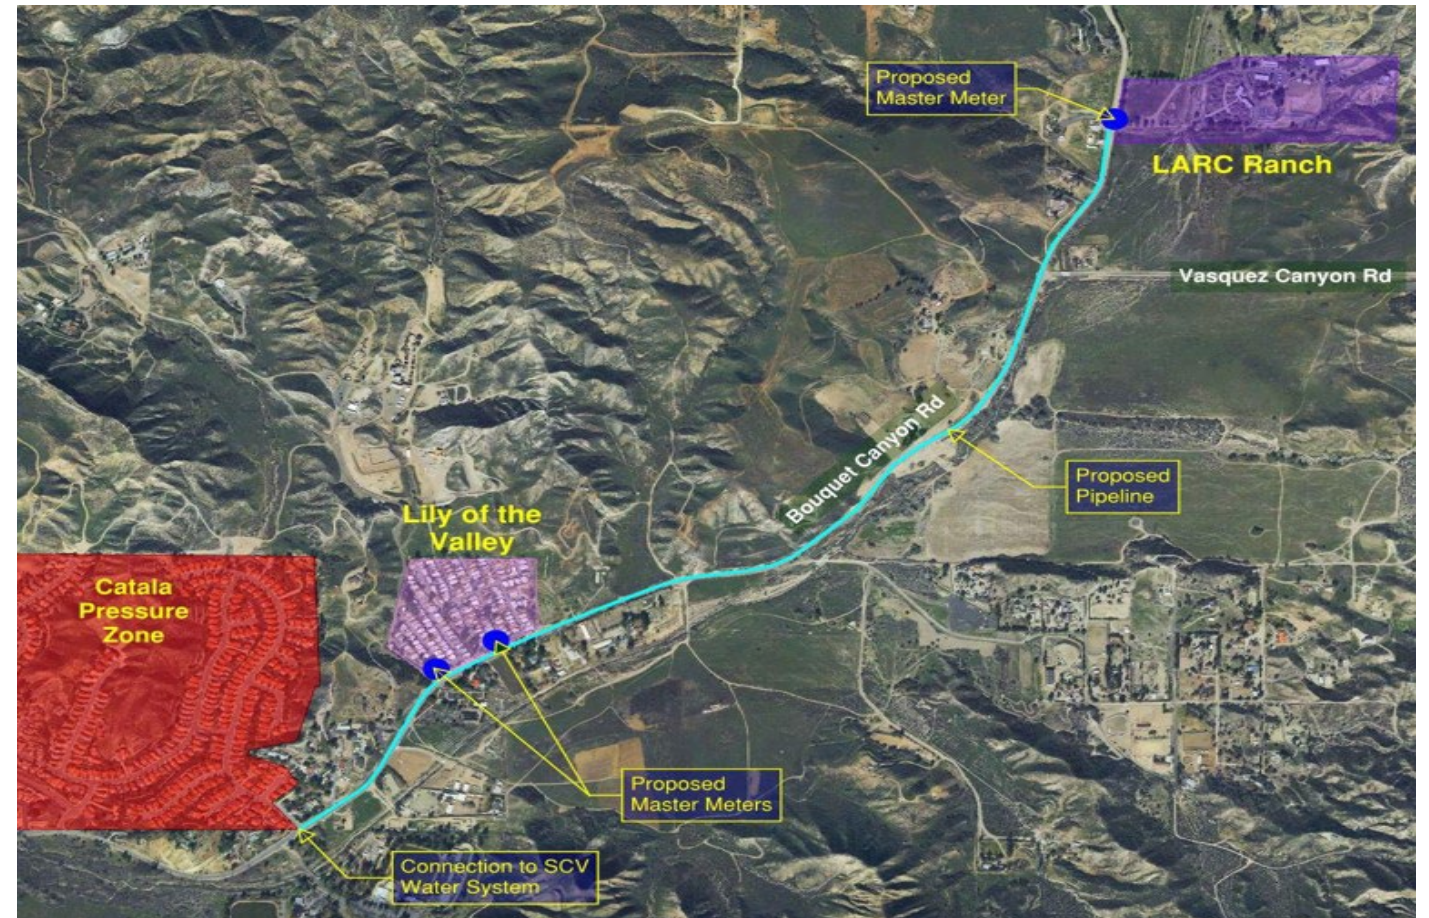 Proposed
Master Meter
LARC Ranch
Vasquez Canyon Rd
Bouquet Canyon Rd
Proposed
Pipeline
Lily of the
Valley
Catala
Pressure
Zone
Proposed
Master Meters
Connection to SCV
Water System